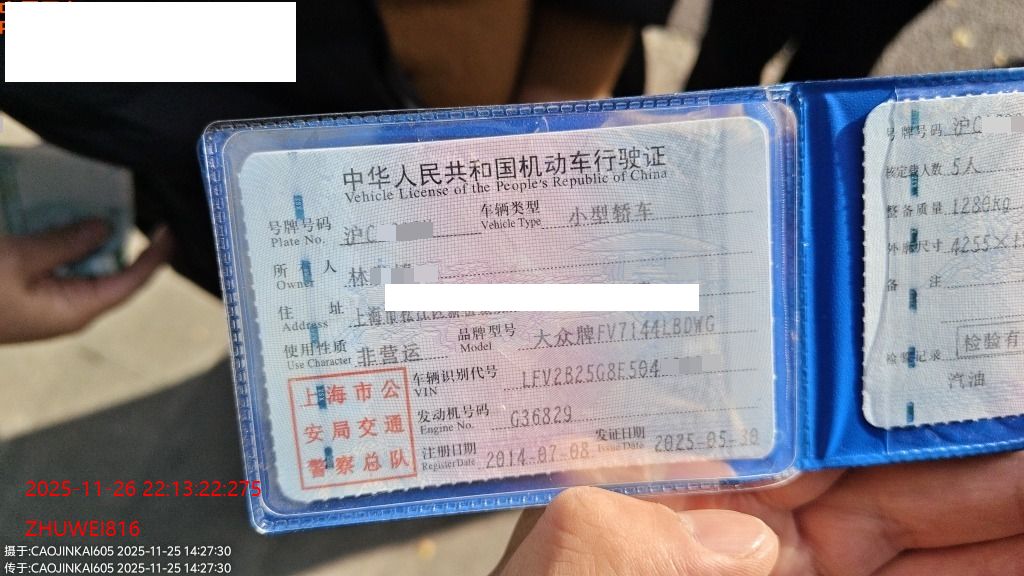 中华人民共和国机动车行驶证
Vehicle License of the People's Republic of China
号牌号码 沪C 车辆类型 小型轿车
Plate No. Vehicle Type
所有人 林
Owner
住址 上海市松江区
Address
使用性质 非营运 品牌型号 大众牌FV7144LBDWG
Use Character Model
车辆识别代号 LFV2B25G8E504
VIN
发动机号码 G36829
Engine No.
注册日期 2014-07-08 发证日期 2025-05-30
Register Date Issue Date
上海市公
安局交通
警察总队
号牌号码 沪C
核定载人数 5人
整备质量 1280kg
外廓尺寸 4255×1
备注
检验记录 检验有
汽油
2025-11-26 22:13:22:275
ZHUWEI816
摄于:CAOJINKAI605 2025-11-25 14:27:30
传于:CAOJINKAI605 2025-11-25 14:27:30